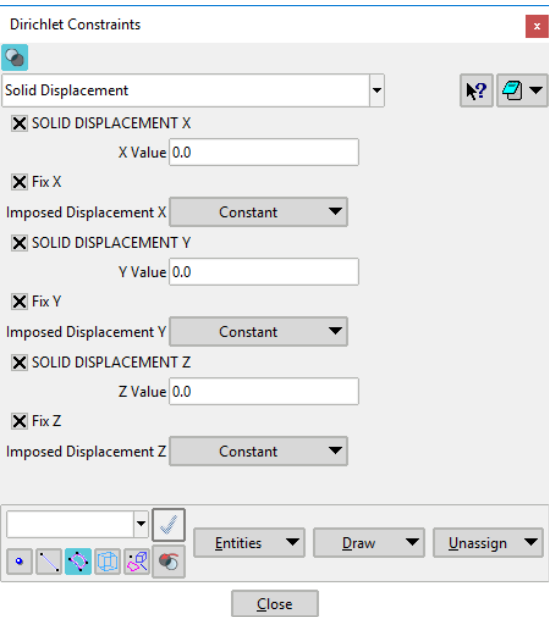 Dirichlet Constraints
x
Solid Displacement
?
SOLID DISPLACEMENT X
X Value 0.0
Fix X
Imposed Displacement X Constant
SOLID DISPLACEMENT Y
Y Value 0.0
Fix Y
Imposed Displacement Y Constant
SOLID DISPLACEMENT Z
Z Value 0.0
Fix Z
Imposed Displacement Z Constant
Entities Draw Unassign
Close